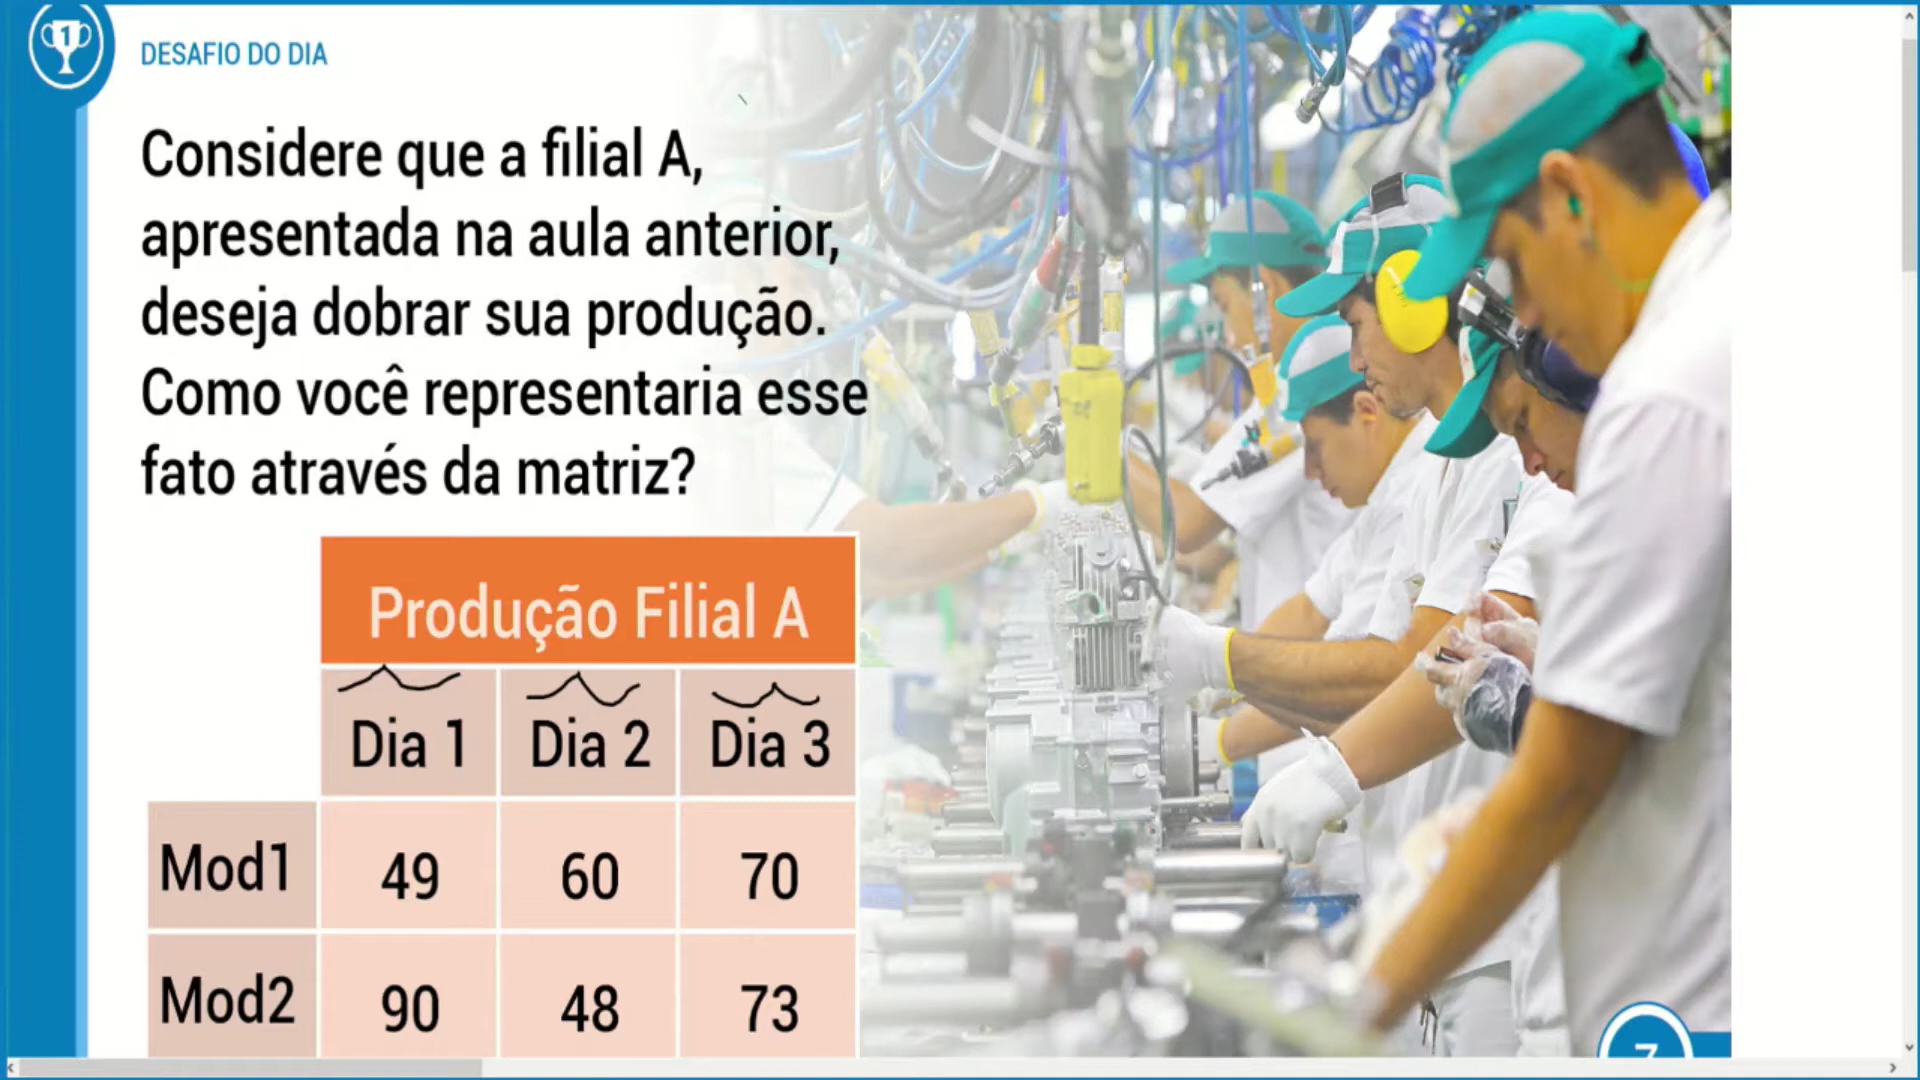 1
DESAFIO DO DIA
Considere que a filial A,
apresentada na aula anterior,
deseja dobrar sua produção.
Como você representaria esse
fato através da matriz?
Produção Filial A
Dia 1 Dia 2 Dia 3
Mod1 49 60 70
Mod2 90 48 73